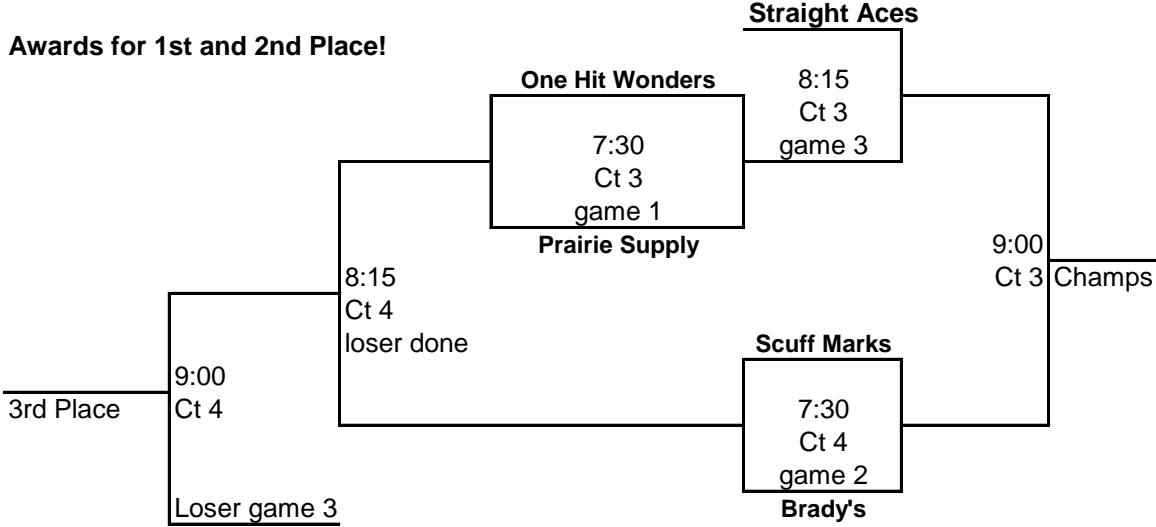 Straight Aces
Awards for 1st and 2nd Place!
One Hit Wonders
8:15
Ct 3
game 3
7:30
Ct 3
game 1
Prairie Supply
9:00
Ct 3
Champs
8:15
Ct 4
loser done
Scuff Marks
9:00
Ct 4
3rd Place
7:30
Ct 4
game 2
Loser game 3
Brady's